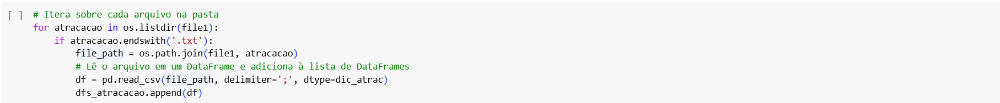 [ ] # Itera sobre cada arquivo na pasta
for atracacao in os.listdir(file1):
    if atracacao.endswith('.txt'):
        file_path = os.path.join(file1, atracacao)
        # Lê o arquivo em um DataFrame e adiciona à lista de DataFrames
        df = pd.read_csv(file_path, delimiter=';', dtype=dic_atrac)
        dfs_atracacao.append(df)